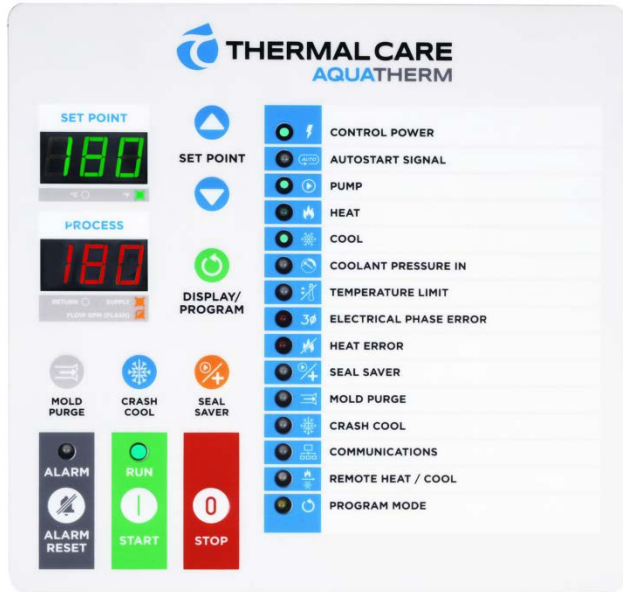 THERMAL CARE
AQUATHERM
SET POINT
180
°C °F
SET POINT
PROCESS
180
RETURN SUPPLY
FLOW GPM (FLASH)
DISPLAY/
PROGRAM
MOLD
PURGE
CRASH
COOL
SEAL
SAVER
ALARM
ALARM
RESET
RUN
START
0
STOP
CONTROL POWER
AUTO
AUTOSTART SIGNAL
PUMP
HEAT
COOL
COOLANT PRESSURE IN
TEMPERATURE LIMIT
3ø
ELECTRICAL PHASE ERROR
HEAT ERROR
SEAL SAVER
MOLD PURGE
CRASH COOL
COMMUNICATIONS
REMOTE HEAT / COOL
PROGRAM MODE